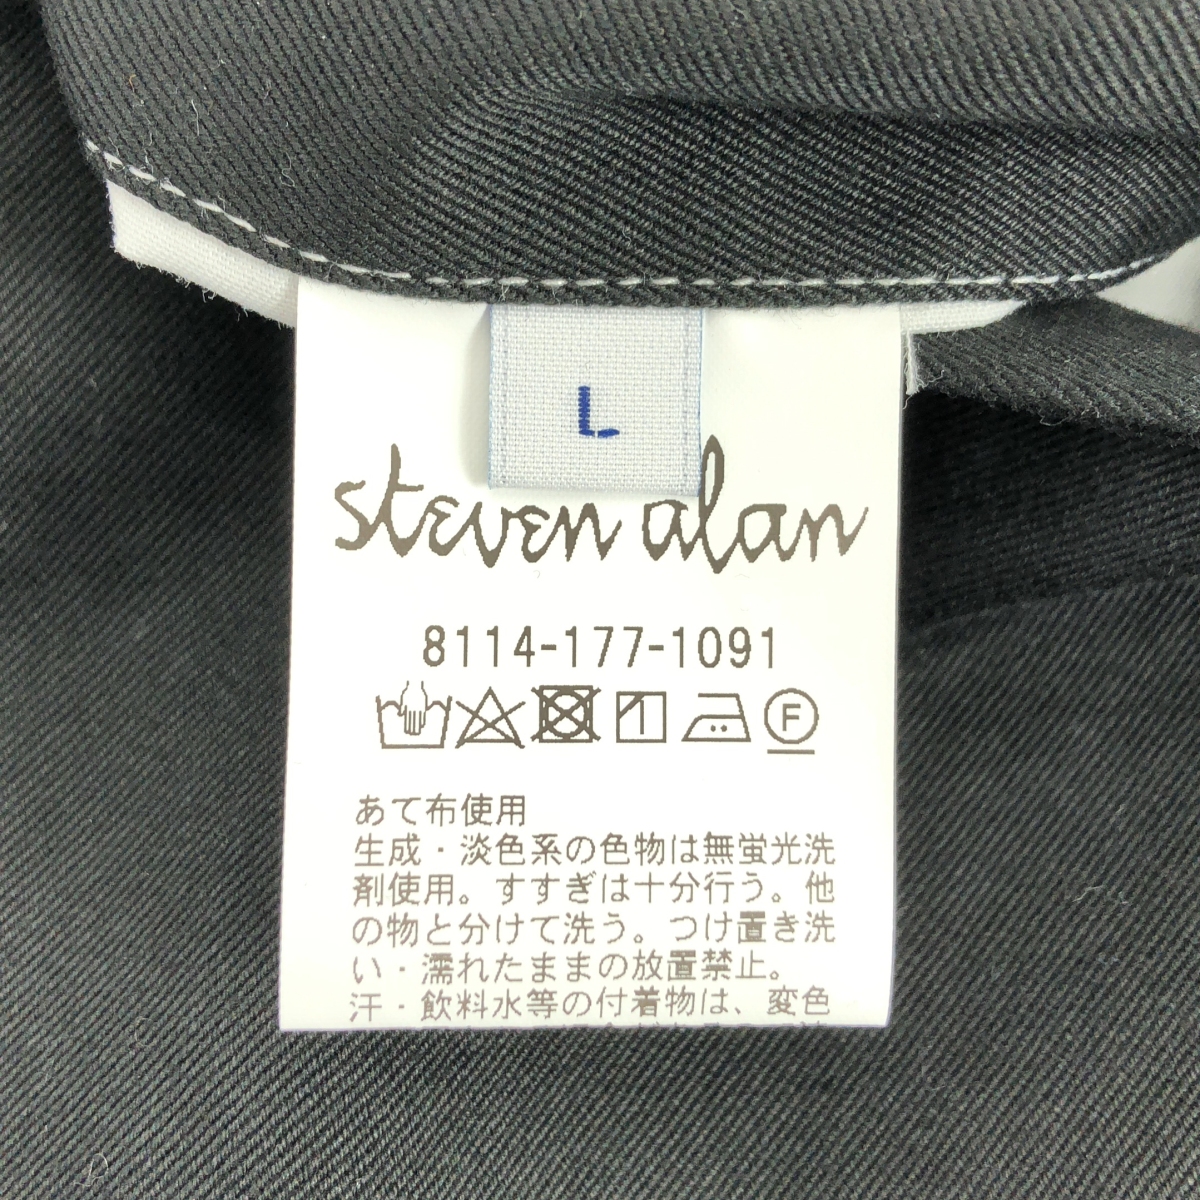 L
steven alan
8114-177-1091
F
あて布使用
生成・淡色系の色物は無蛍光洗
剤使用。すすぎは十分行う。他
の物と分けて洗う。つけ置き洗
い・濡れたままの放置禁止。
汗・飲料水等の付着物は、変色